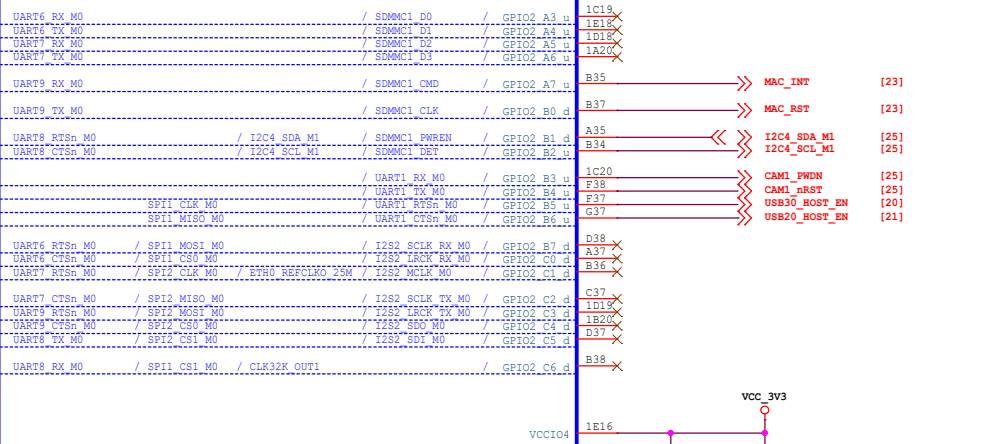 UART6_RX_M0 / SDMMC1_D0 / GPIO2_A3_u 1C19
UART6_TX_M0 / SDMMC1_D1 / GPIO2_A4_u 1E18
UART7_RX_M0 / SDMMC1_D2 / GPIO2_A5_u 1D18
UART7_TX_M0 / SDMMC1_D3 / GPIO2_A6_u 1A20
UART9_RX_M0 / SDMMC1_CMD / GPIO2_A7_u B35 MAC_INT [23]
UART9_TX_M0 / SDMMC1_CLK / GPIO2_B0_d B37 MAC_RST [23]
UART8_RTSn_M0 / I2C4_SDA_M1 / SDMMC1_PWREN / GPIO2_B1_d A35 I2C4_SDA_M1 [25]
UART8_CTSn_M0 / I2C4_SCL_M1 / SDMMC1_DET / GPIO2_B2_u B34 I2C4_SCL_M1 [25]
/ UART1_RX_M0 / GPIO2_B3_u 1C20 CAM1_PWDN [25]
/ UART1_TX_M0 / GPIO2_B4_u F38 CAM1_nRST [25]
SPI1_CLK_M0 / UART1_RTSn_M0 / GPIO2_B5_u F37 USB30_HOST_EN [20]
SPI1_MISO_M0 / UART1_CTSn_M0 / GPIO2_B6_u G37 USB20_HOST_EN [21]
UART6_RTSn_M0 / SPI1_MOSI_M0 / I2S2_SCLK_RX_M0 / GPIO2_B7_d D38
UART6_CTSn_M0 / SPI1_CS0_M0 / I2S2_LRCK_RX_M0 / GPIO2_C0_d A37
UART7_RTSn_M0 / SPI2_CLK_M0 / ETH0_REFCLKO_25M / I2S2_MCLK_M0 / GPIO2_C1_d B36
UART7_CTSn_M0 / SPI2_MISO_M0 / I2S2_SCLK_TX_M0 / GPIO2_C2_d C37
UART9_RTSn_M0 / SPI2_MOSI_M0 / I2S2_LRCK_TX_M0 / GPIO2_C3_d 1D19
UART9_CTSn_M0 / SPI2_CS0_M0 / I2S2_SDO_M0 / GPIO2_C4_d 1B20
UART8_TX_M0 / SPI2_CS1_M0 / I2S2_SDI_M0 / GPIO2_C5_d D37
UART8_RX_M0 / SPI1_CS1_M0 / CLK32K_OUT1 / GPIO2_C6_d B38
VCC_3V3
VCCIO4 1E16